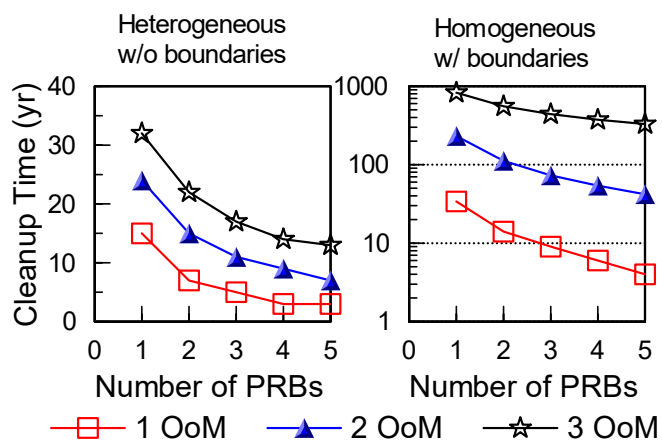 Heterogeneous
w/o boundaries
Homogeneous
w/ boundaries
Cleanup Time (yr)
40
30
20
10
0
1000
100
10
1
0 1 2 3 4 5
0 1 2 3 4 5
Number of PRBs
Number of PRBs
1 OoM 2 OoM 3 OoM